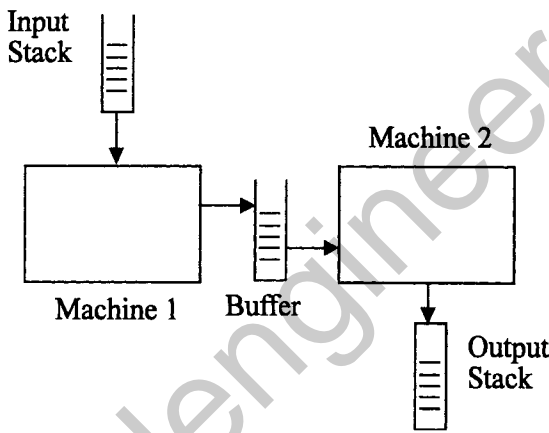 Input
Stack
Machine 2
Machine 1
Buffer
Output
Stack